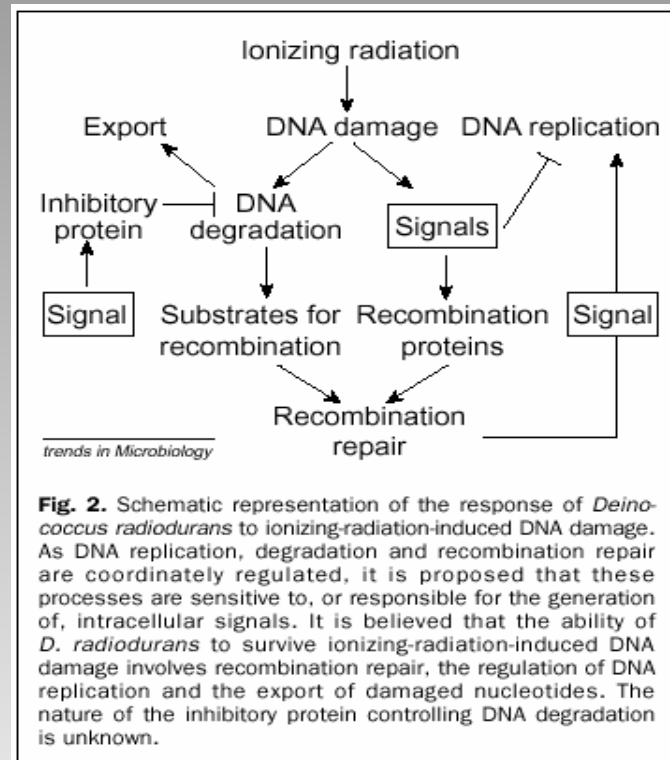 Ionizing radiation
Export
DNA damage
DNA replication
Inhibitory
protein
DNA
degradation
Signals
Signal
Substrates for
recombination
Recombination
proteins
Signal
Recombination
repair
trends in Microbiology
Fig. 2. Schematic representation of the response of Deino-
coccus radiodurans to ionizing-radiation-induced DNA damage.
As DNA replication, degradation and recombination repair
are coordinately regulated, it is proposed that these
processes are sensitive to, or responsible for the generation
of, intracellular signals. It is believed that the ability of
D. radiodurans to survive ionizing-radiation-induced DNA
damage involves recombination repair, the regulation of DNA
replication and the export of damaged nucleotides. The
nature of the inhibitory protein controlling DNA degradation
is unknown.